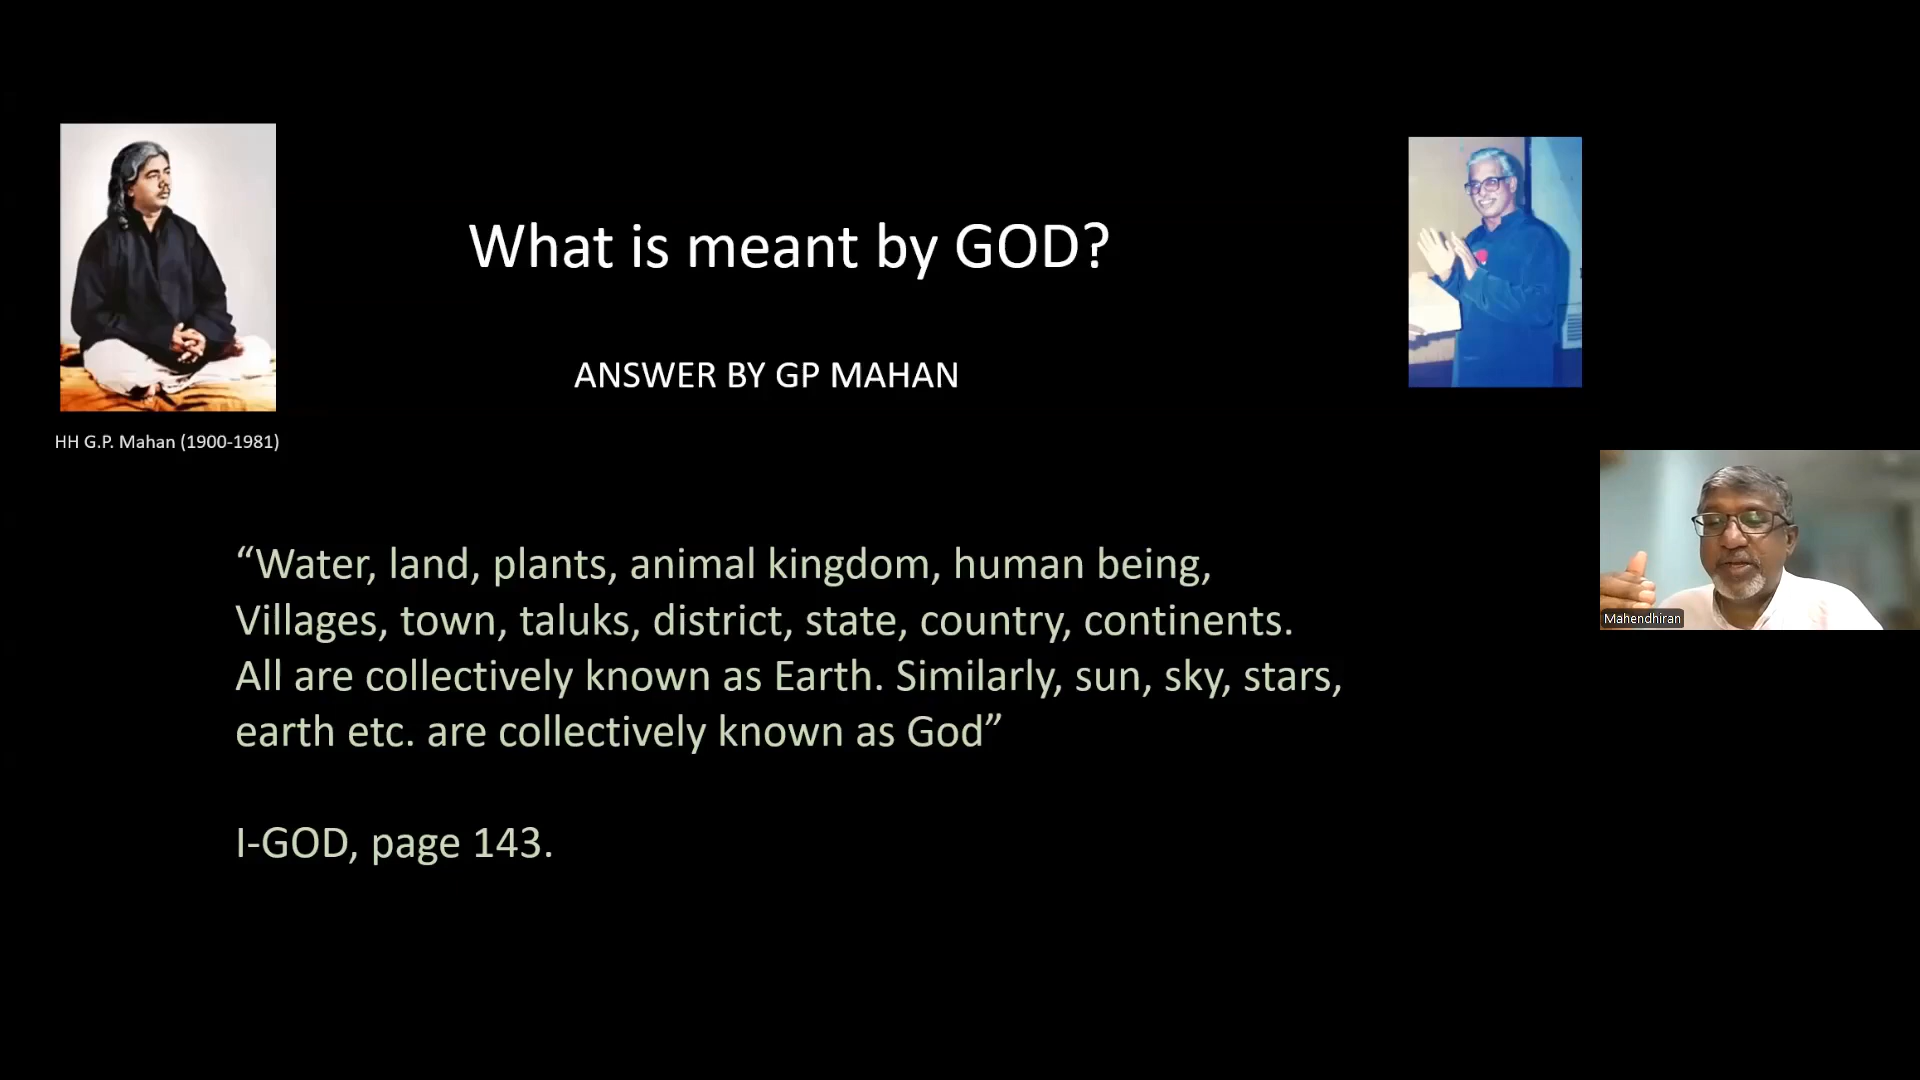 What is meant by GOD?
ANSWER BY GP MAHAN
HH G.P. Mahan (1900-1981)
“Water, land, plants, animal kingdom, human being,
Villages, town, taluks, district, state, country, continents.
All are collectively known as Earth. Similarly, sun, sky, stars,
earth etc. are collectively known as God”
I-GOD, page 143.
Mahendhiran